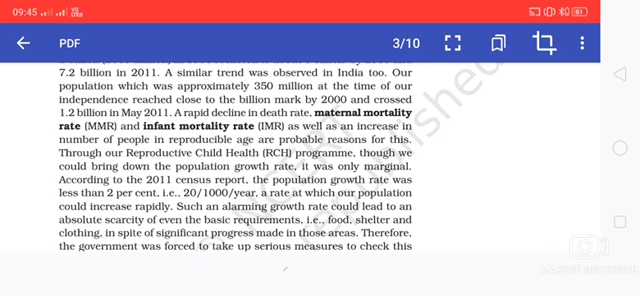 09:45
61
PDF
3/10
7.2 billion in 2011. A similar trend was observed in India too. Our
population which was approximately 350 million at the time of our
independence reached close to the billion mark by 2000 and crossed
1.2 billion in May 2011. A rapid decline in death rate, maternal mortality
rate (MMR) and infant mortality rate (IMR) as well as an increase in
number of people in reproducible age are probable reasons for this.
Through our Reproductive Child Health (RCH) programme, though we
could bring down the population growth rate, it was only marginal.
According to the 2011 census report, the population growth rate was
less than 2 per cent, i.e., 20/1000/year, a rate at which our population
could increase rapidly. Such an alarming growth rate could lead to an
absolute scarcity of even the basic requirements, i.e., food, shelter and
clothing, in spite of significant progress made in those areas. Therefore,
the government was forced to take up serious measures to check this